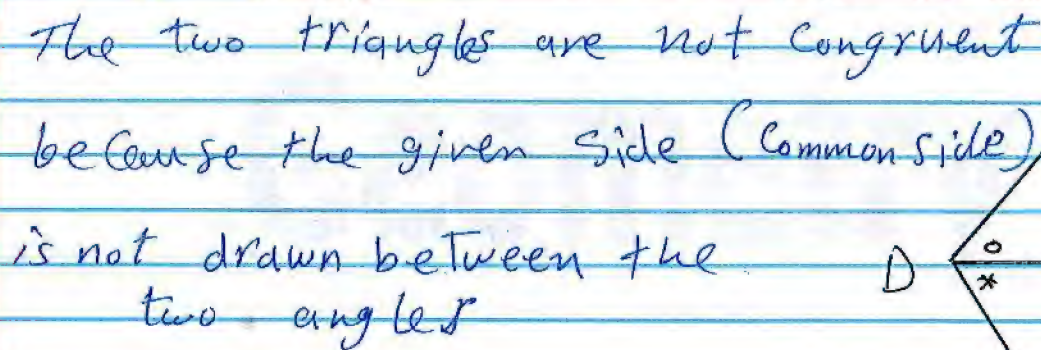 The two triangles are not Congruent
because the given Side (Common side)
is not drawn between the
two angles
D
o
*